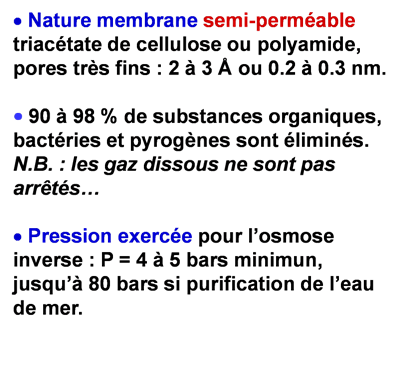 • Nature membrane semi-perméable
triacétate de cellulose ou polyamide,
pores très fins : 2 à 3 Å ou 0.2 à 0.3 nm.
• 90 à 98 % de substances organiques,
bactéries et pyrogènes sont éliminés.
N.B. : les gaz dissous ne sont pas
arrêtés…
• Pression exercée pour l’osmose
inverse : P = 4 à 5 bars minimun,
jusqu’à 80 bars si purification de l’eau
de mer.